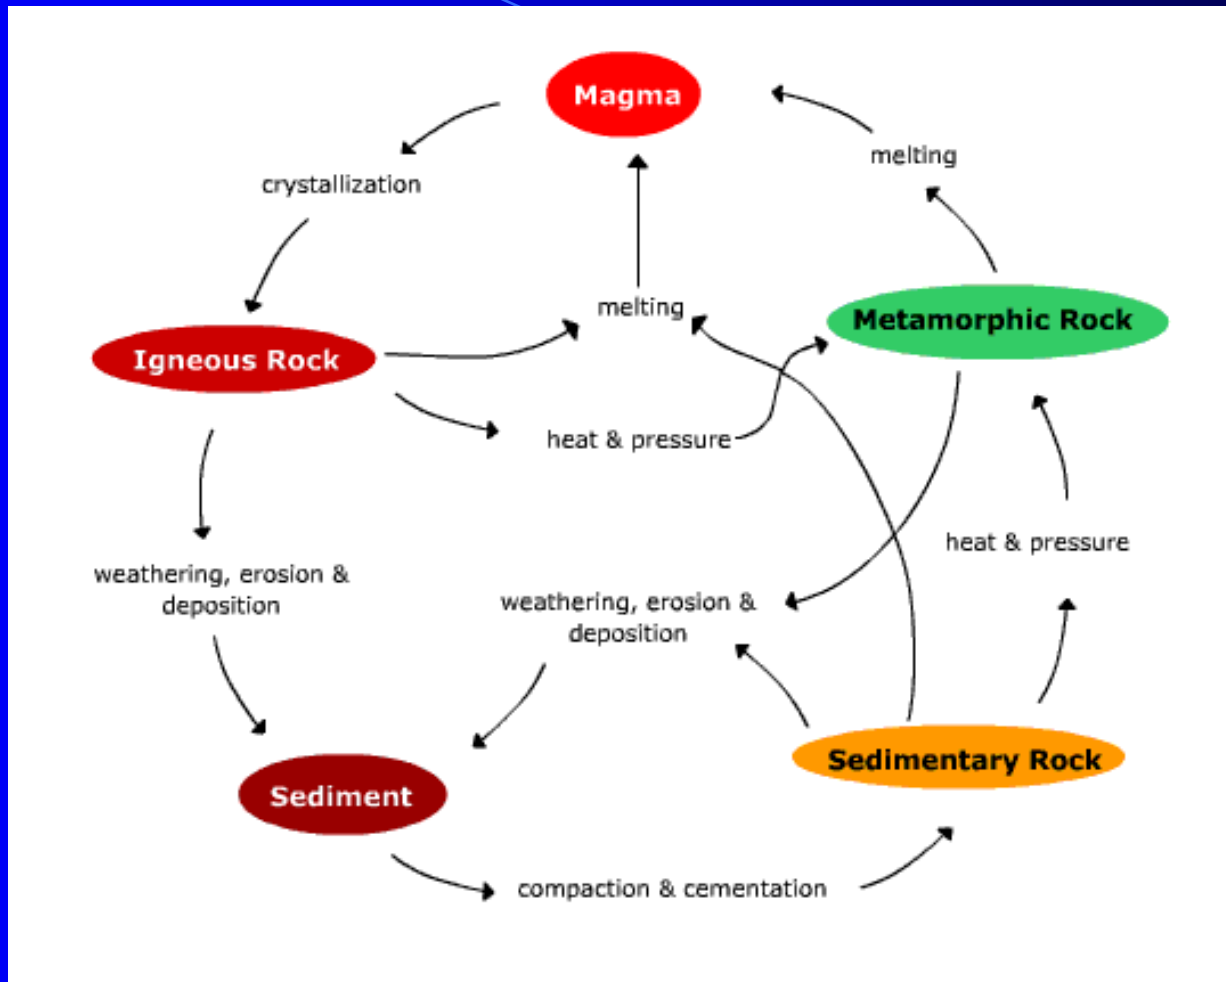 Magma
melting
crystallization
melting
Metamorphic Rock
Igneous Rock
heat & pressure
heat & pressure
weathering, erosion &
deposition
weathering, erosion &
deposition
Sedimentary Rock
Sediment
compaction & cementation